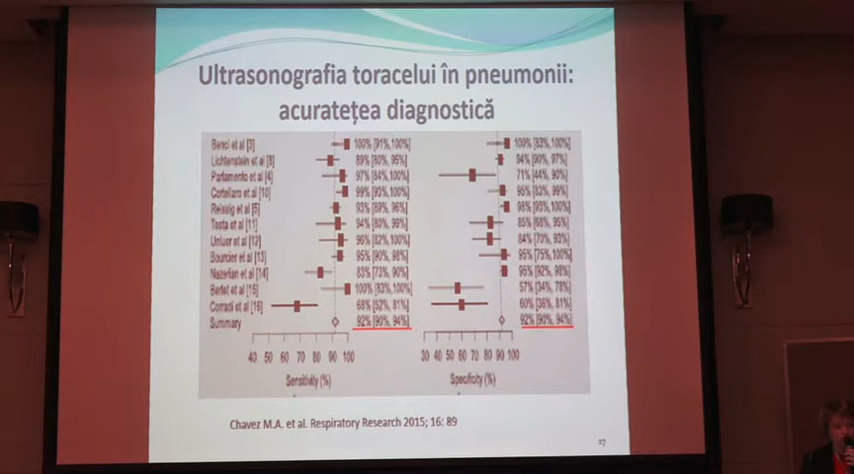 Ultrasonografia toracelui în pneumonii:
acuratețea diagnostică
Benci et al [3] 100% [91%,100%] 100% [83%,100%]
Lichtenstein et al [8] 89% [80%, 95%] 94% [90%, 97%]
Parlamento et al [4] 97% [84%,100%] 71% [44%, 90%]
Cortellaro et al [10] 99% [93%,100%] 95% [83%, 99%]
Reissig et al [5] 93% [89%, 96%] 98% [93%,100%]
Testa et al [11] 94% [80%, 99%] 85% [68%, 95%]
Unluer et al [12] 96% [82%,100%] 84% [70%, 93%]
Bourcier et al [13] 95% [90%, 98%] 95% [75%,100%]
Nazerian et al [14] 83% [73%, 90%] 95% [92%, 98%]
Berlet et al [15] 100% [83%,100%] 57% [34%, 78%]
Corradi et al [16] 68% [52%, 81%] 60% [36%, 81%]
Summary 92% [90%, 94%] 92% [90%, 94%]
40 50 60 70 80 90 100 30 40 50 60 70 80 90 100
Sensitivity (%) Specificity (%)
Chavez M.A. et al. Respiratory Research 2015; 16: 89
27